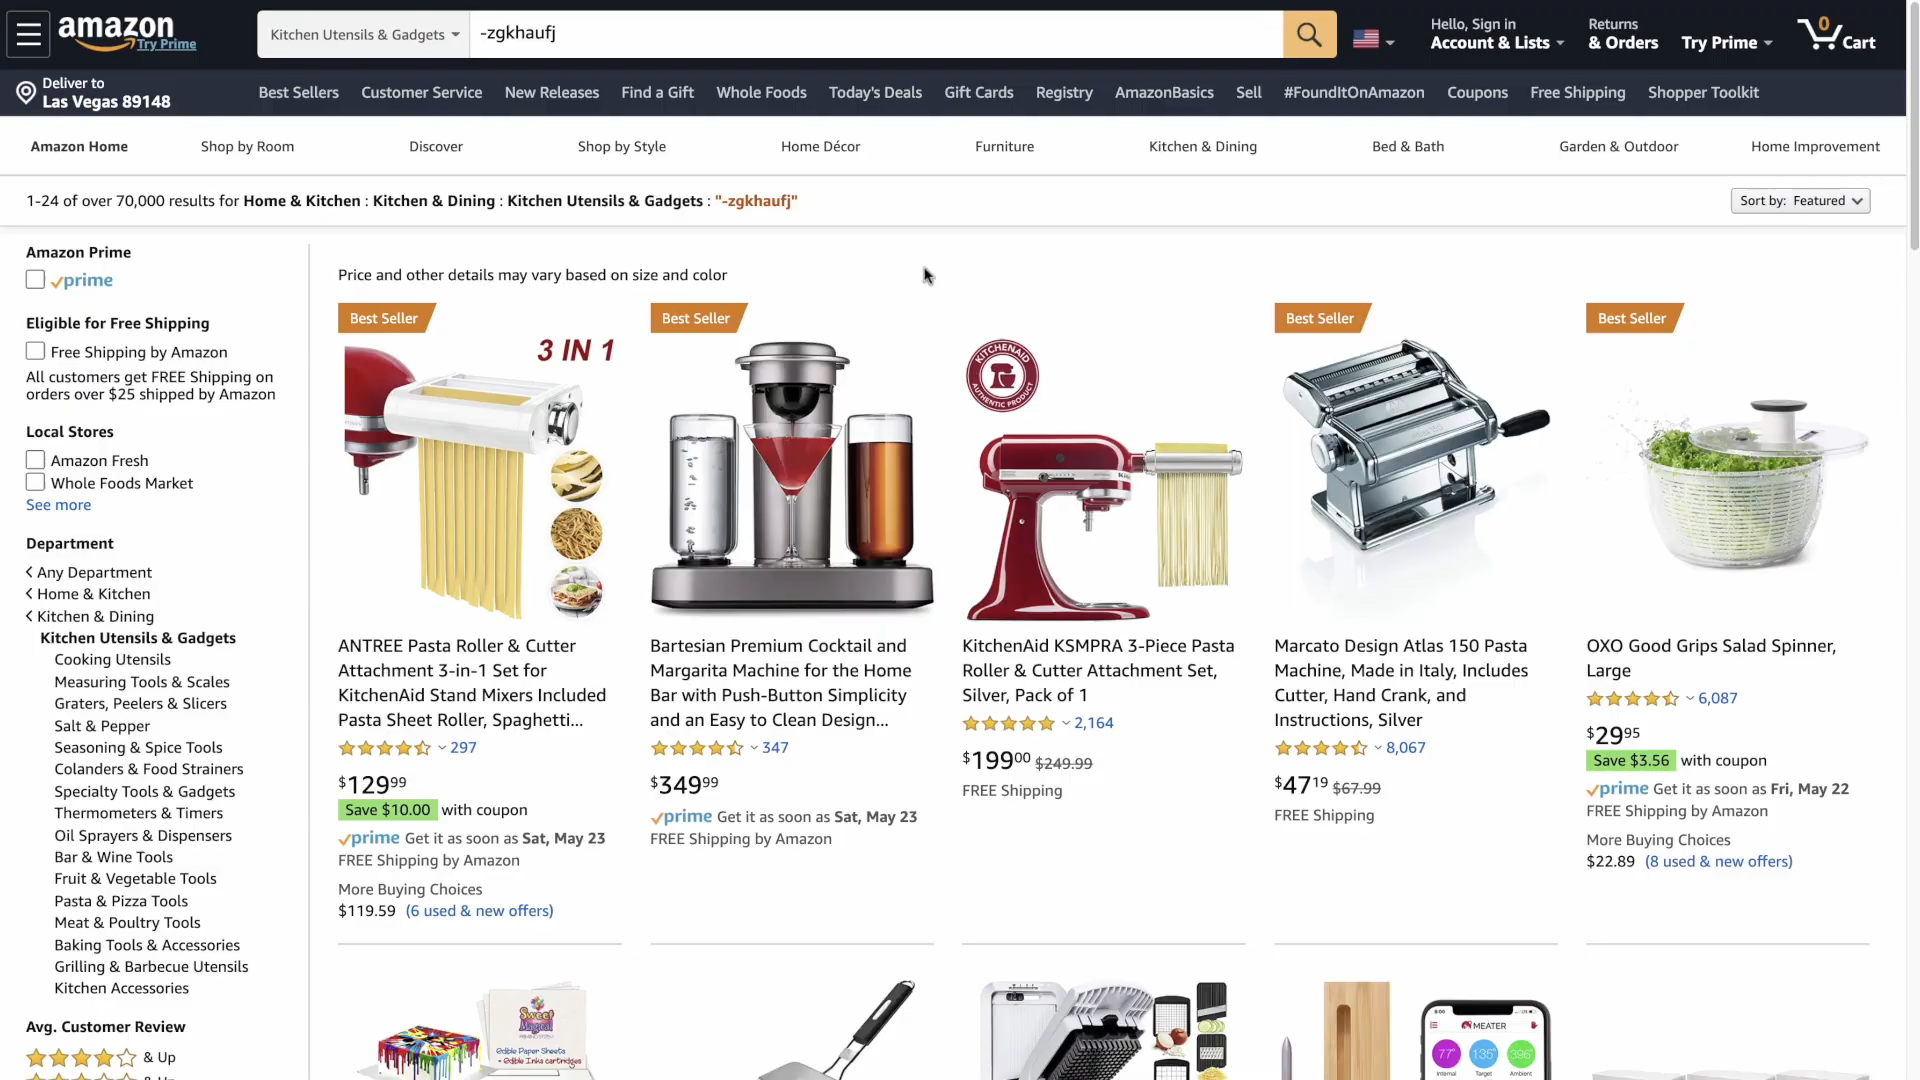 amazon
Try Prime
Kitchen Utensils & Gadgets
-zgkhaufj
Hello, Sign in
Account & Lists
Returns
& Orders
Try Prime
0
Cart
Deliver to
Las Vegas 89148
Best Sellers
Customer Service
New Releases
Find a Gift
Whole Foods
Today's Deals
Gift Cards
Registry
AmazonBasics
Sell
#FoundItOnAmazon
Coupons
Free Shipping
Shopper Toolkit
Amazon Home
Shop by Room
Discover
Shop by Style
Home Décor
Furniture
Kitchen & Dining
Bed & Bath
Garden & Outdoor
Home Improvement
1-24 of over 70,000 results for Home & Kitchen : Kitchen & Dining : Kitchen Utensils & Gadgets : "-zgkhaufj"
Sort by: Featured
Amazon Prime
prime
Eligible for Free Shipping
Free Shipping by Amazon
All customers get FREE Shipping on
orders over $25 shipped by Amazon
Local Stores
Amazon Fresh
Whole Foods Market
See more
Department
Any Department
Home & Kitchen
Kitchen & Dining
Kitchen Utensils & Gadgets
Cooking Utensils
Measuring Tools & Scales
Graters, Peelers & Slicers
Salt & Pepper
Seasoning & Spice Tools
Colanders & Food Strainers
Specialty Tools & Gadgets
Thermometers & Timers
Oil Sprayers & Dispensers
Bar & Wine Tools
Fruit & Vegetable Tools
Pasta & Pizza Tools
Meat & Poultry Tools
Baking Tools & Accessories
Grilling & Barbecue Utensils
Kitchen Accessories
Avg. Customer Review
& Up
& Up
Price and other details may vary based on size and color
Best Seller
3 IN 1
ANTREE Pasta Roller & Cutter
Attachment 3-in-1 Set for
KitchenAid Stand Mixers Included
Pasta Sheet Roller, Spaghetti...
297
$129.99
Save $10.00 with coupon
prime Get it as soon as Sat, May 23
FREE Shipping by Amazon
More Buying Choices
$119.59 (6 used & new offers)
Best Seller
Bartesian Premium Cocktail and
Margarita Machine for the Home
Bar with Push-Button Simplicity
and an Easy to Clean Design...
347
$349.99
prime Get it as soon as Sat, May 23
FREE Shipping by Amazon
KITCHENAID
AUTHENTIC PRODUCT
KitchenAid KSMPRA 3-Piece Pasta
Roller & Cutter Attachment Set,
Silver, Pack of 1
2,164
$199.00 $249.99
FREE Shipping
Best Seller
Marcato Design Atlas 150 Pasta
Machine, Made in Italy, Includes
Cutter, Hand Crank, and
Instructions, Silver
8,067
$47.19 $67.99
FREE Shipping
Best Seller
OXO Good Grips Salad Spinner,
Large
6,087
$29.95
Save $3.56 with coupon
prime Get it as soon as Fri, May 22
FREE Shipping by Amazon
More Buying Choices
$22.89 (8 used & new offers)
Sweet
Magical
Edible Paper Sheets
+ Edible Inks cartridges
MEATER
77°
135°
396°
Internal
Target
Ambient